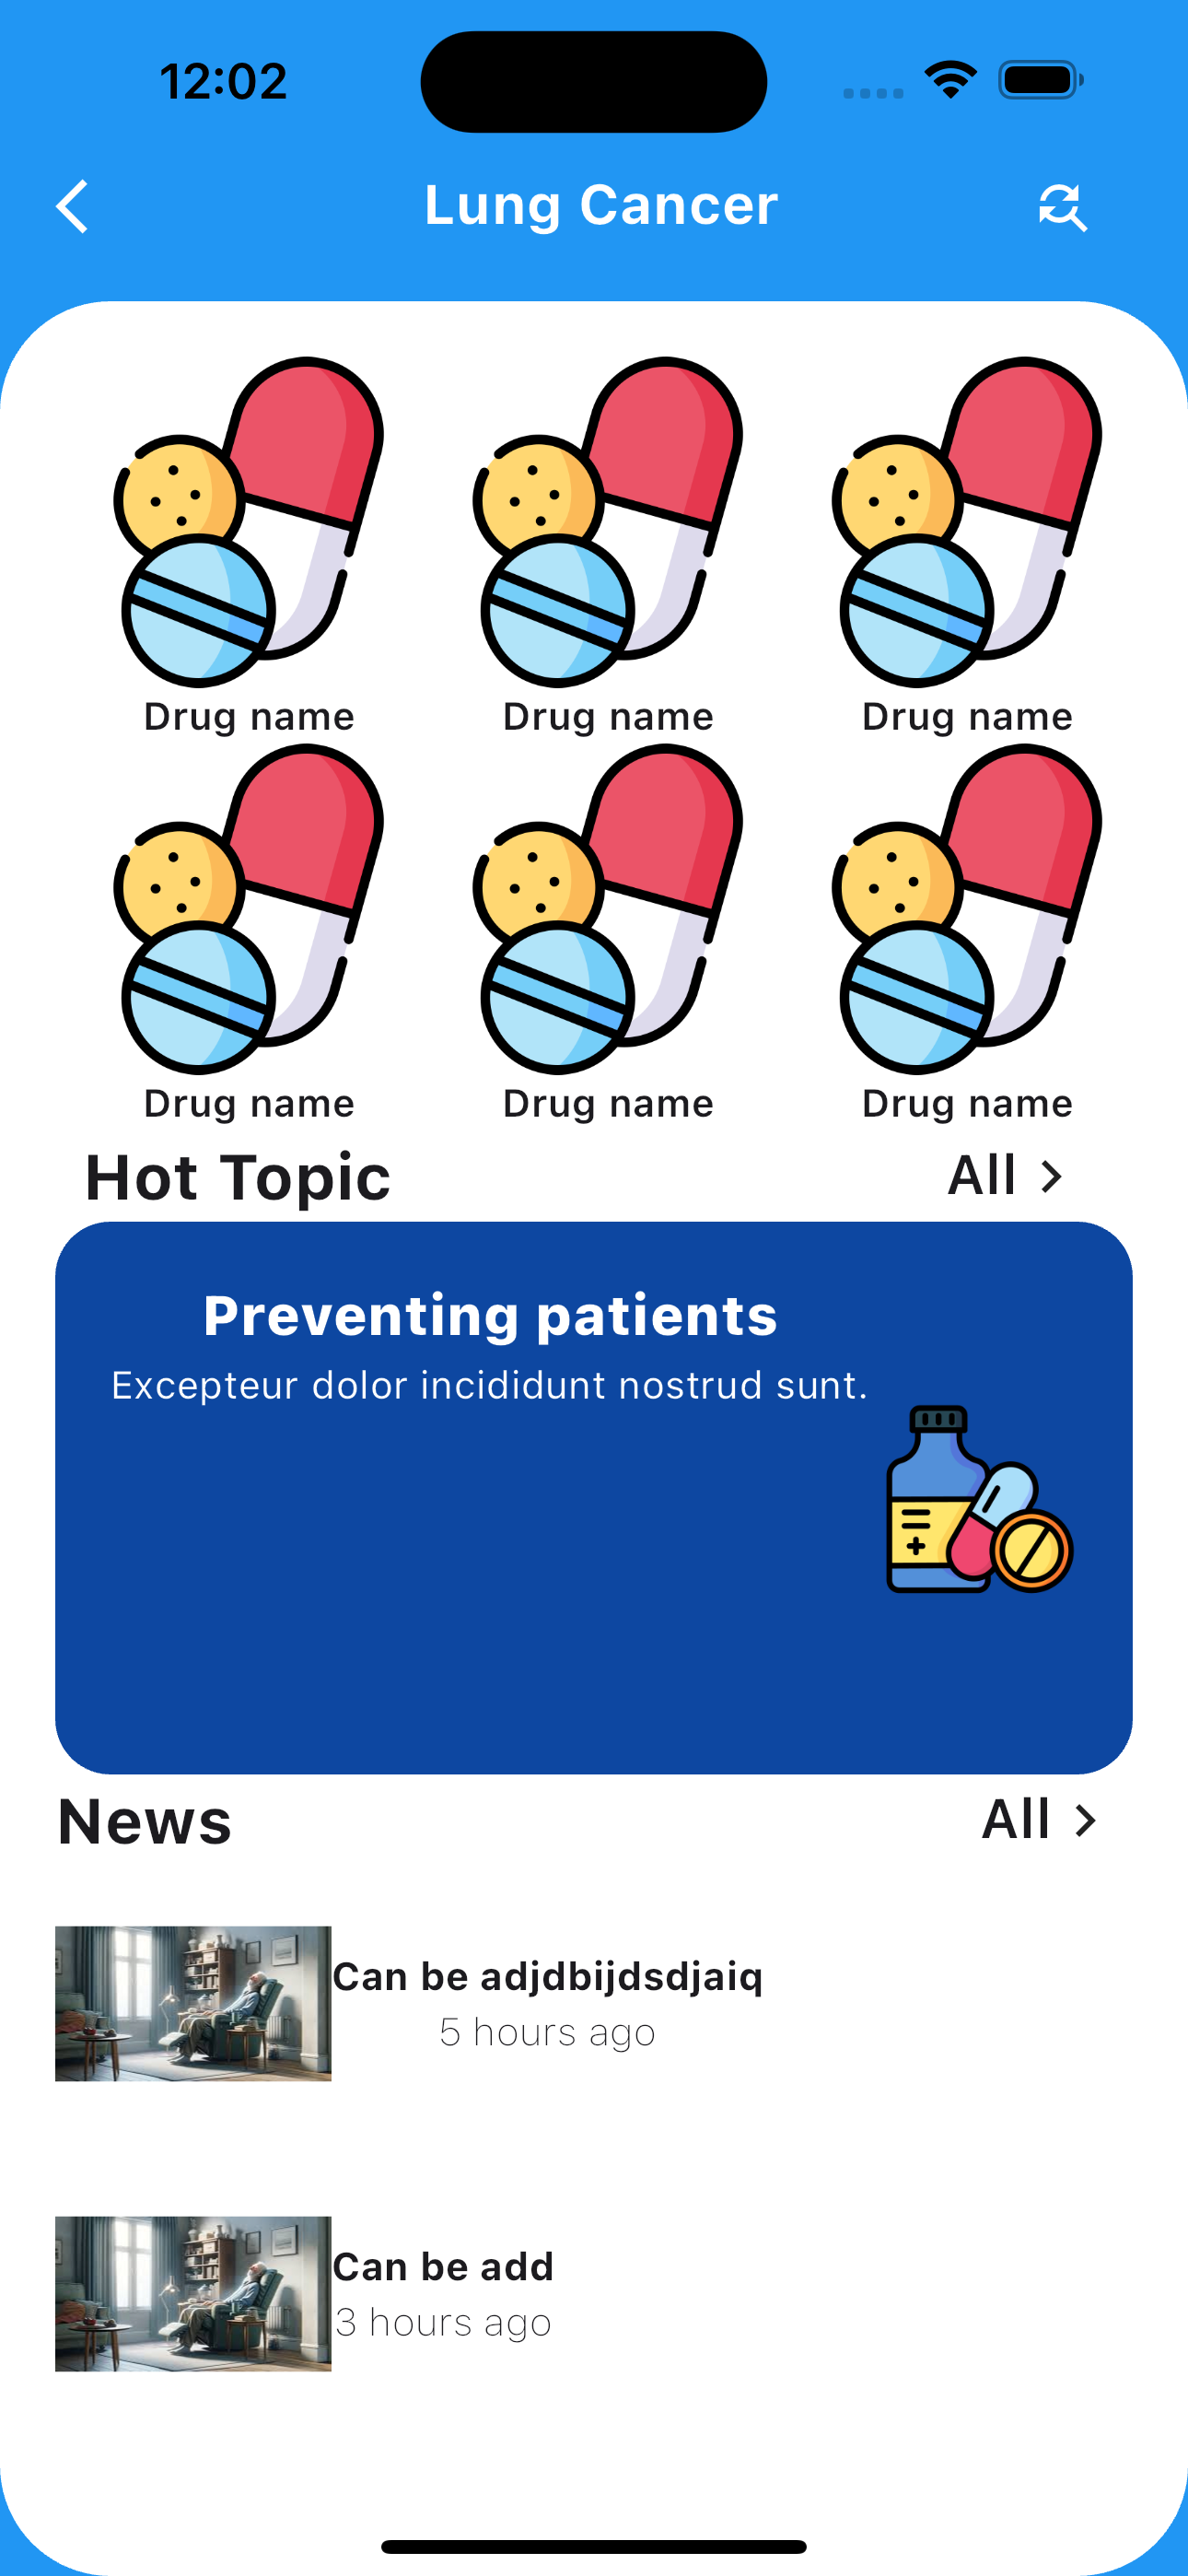 12:02
Lung Cancer
Drug name Drug name Drug name
Drug name Drug name Drug name
Hot Topic All
Preventing patients
Excepteur dolor incididunt nostrud sunt.
News All
Can be adjdbijdsdjaiq
5 hours ago
Can be add
3 hours ago